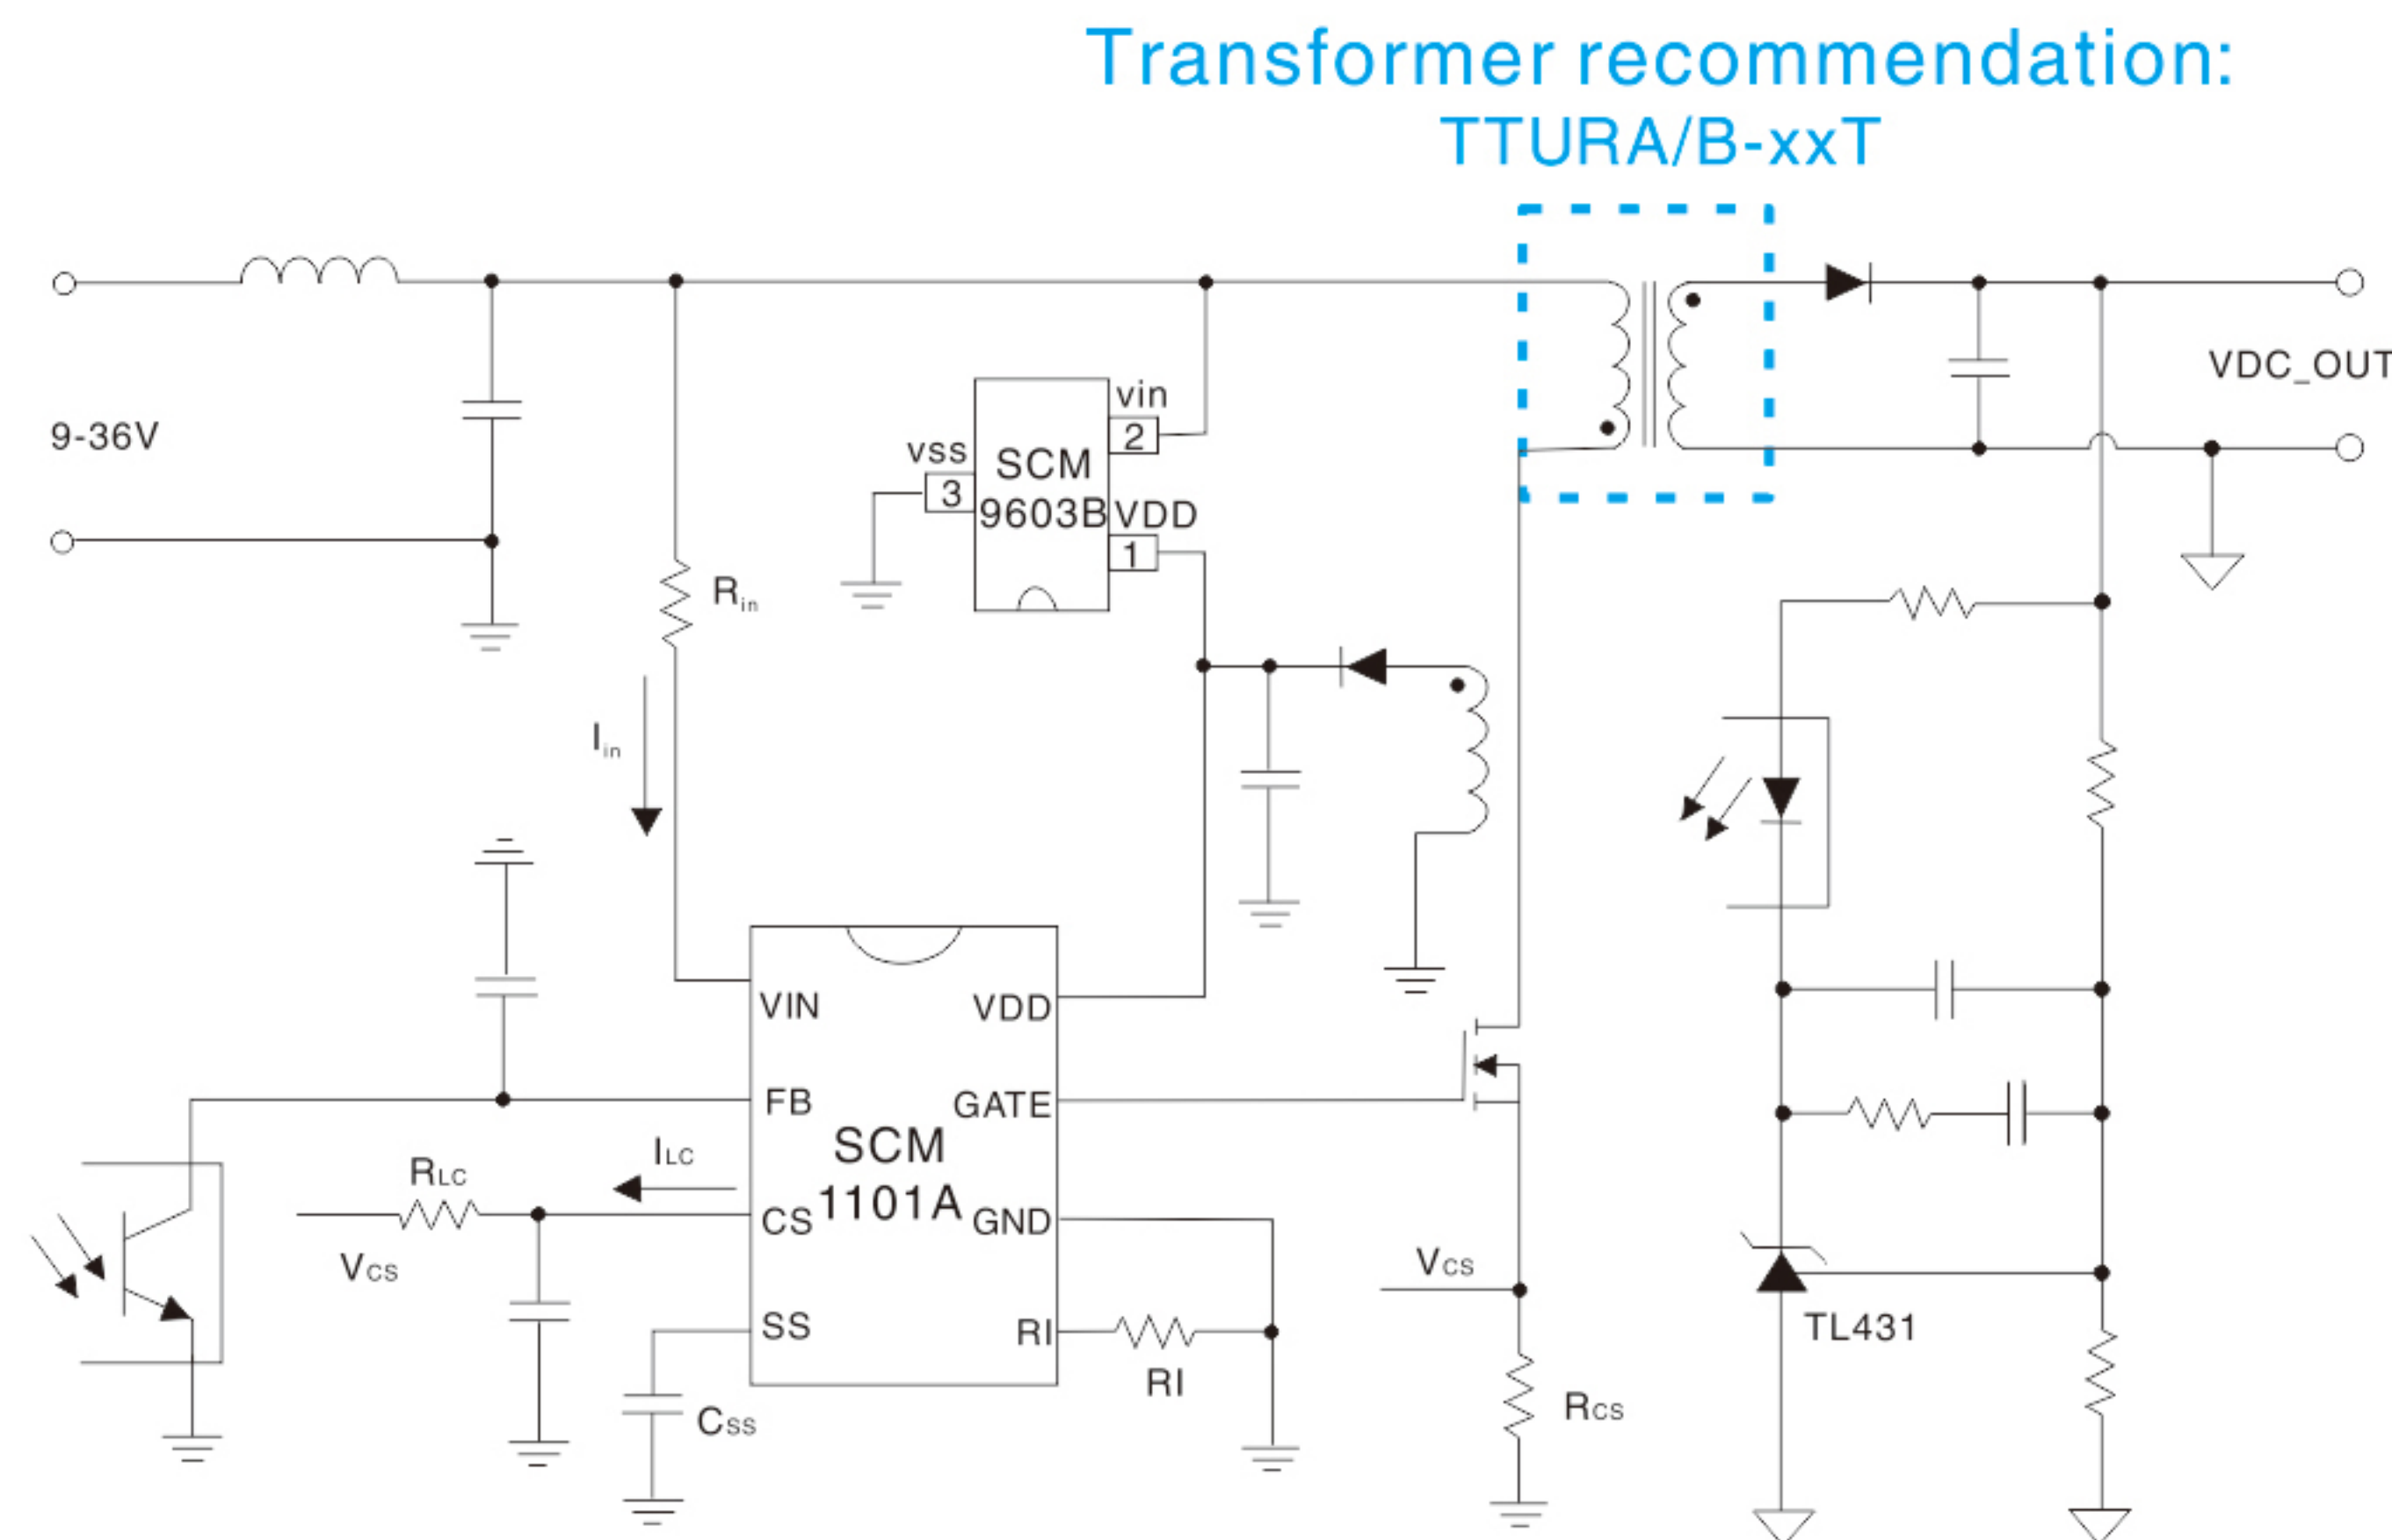 Transformer recommendation:
TTURA/B-xxT
9-36V
VDC_OUT
vin
2
vss
3
SCM
9603B
VDD
1
Rin
Iin
VIN
VDD
FB
GATE
SCM
1101A
CS
GND
SS
RI
RLC
ILC
VCS
CSS
RI
VCS
RCS
TL431